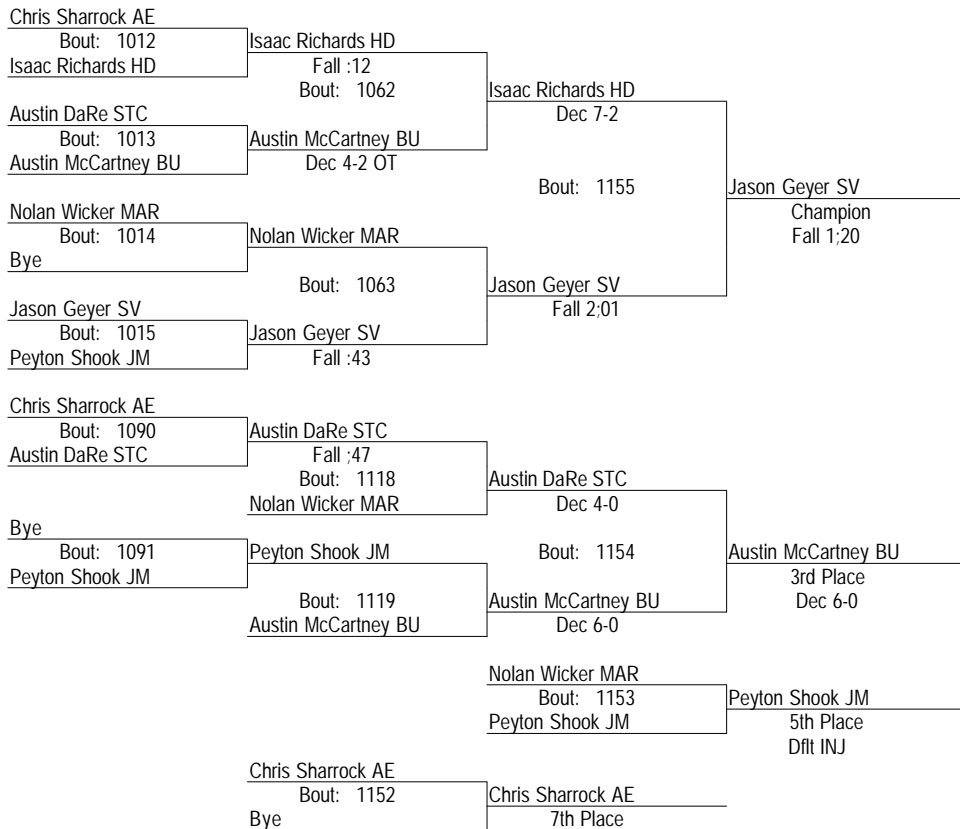 Chris Sharrock AE
Bout: 1012
Isaac Richards HD
Isaac Richards HD
Fall :12
Bout: 1062
Isaac Richards HD
Dec 7-2
Austin DaRe STC
Bout: 1013
Austin McCartney BU
Austin McCartney BU
Dec 4-2 OT
Bout: 1155
Jason Geyer SV
Champion
Fall 1;20
Nolan Wicker MAR
Bout: 1014
Bye
Nolan Wicker MAR
Bout: 1063
Jason Geyer SV
Fall 2;01
Jason Geyer SV
Bout: 1015
Peyton Shook JM
Jason Geyer SV
Fall :43
Chris Sharrock AE
Bout: 1090
Austin DaRe STC
Austin DaRe STC
Fall ;47
Bout: 1118
Nolan Wicker MAR
Austin DaRe STC
Dec 4-0
Bye
Bout: 1091
Peyton Shook JM
Peyton Shook JM
Bout: 1119
Austin McCartney BU
Bout: 1154
Austin McCartney BU
Dec 6-0
Austin McCartney BU
3rd Place
Dec 6-0
Nolan Wicker MAR
Bout: 1153
Peyton Shook JM
Peyton Shook JM
5th Place
Dflt INJ
Chris Sharrock AE
Bout: 1152
Bye
Chris Sharrock AE
7th Place